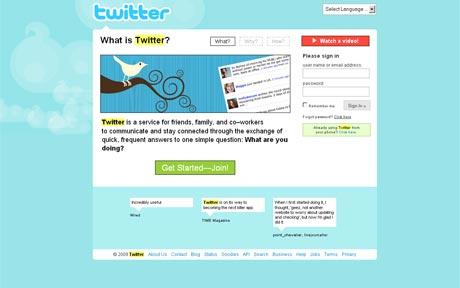 twitter
Select Language ...
What is Twitter?
What
Why?
How?
Watch a video!
Please sign in
user name or email address:
password:
Remember me
Sign in »
Forgot password? Click here
Already using Twitter
from your phone? Click here
Twitter is a service for friends, family, and co–workers
to communicate and stay connected through the exchange of
quick, frequent answers to one simple question: What are you
doing?
Get Started—Join!
Incredibly useful
Wired
Twitter is on its way to
becoming the next killer app
TIME Magazine
When I first started doing it, I
thought, 'geez, not another
website to worry about updating
and checking', but now I'm glad I
did it.
© 2009 Twitter About Us Contact Blog Status Goodies API Search Business Help Jobs Terms Privacy